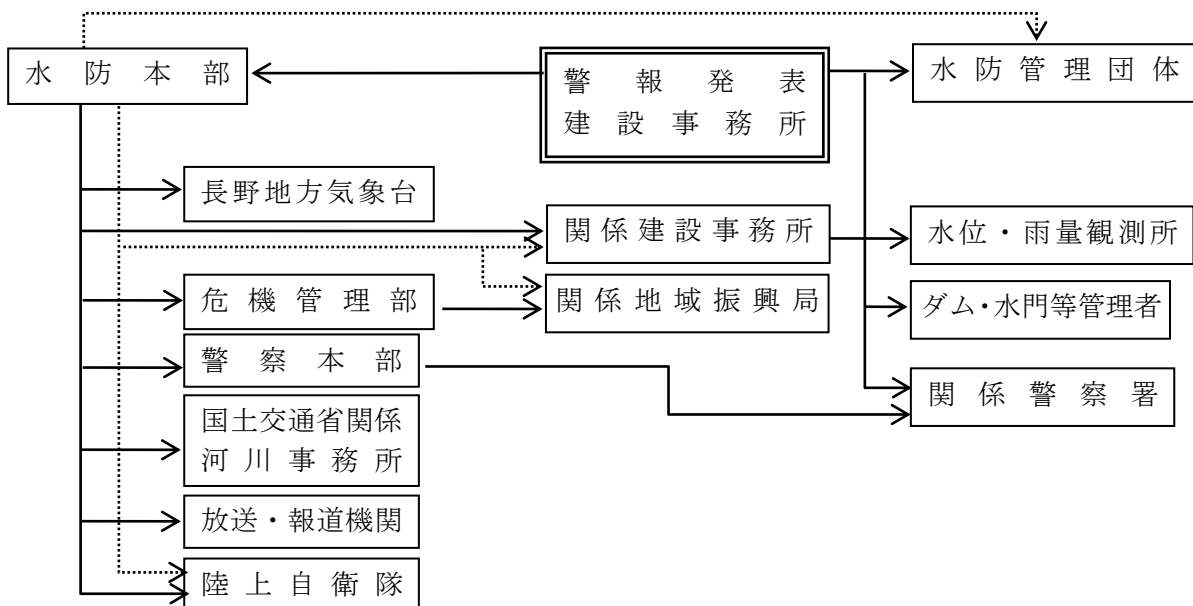 水防本部
警報発表
建設事務所
水防管理団体
長野地方気象台
関係建設事務所
水位・雨量観測所
危機管理部
関係地域振興局
ダム・水門等管理者
警察本部
関係警察署
国土交通省関係
河川事務所
放送・報道機関
陸上自衛隊